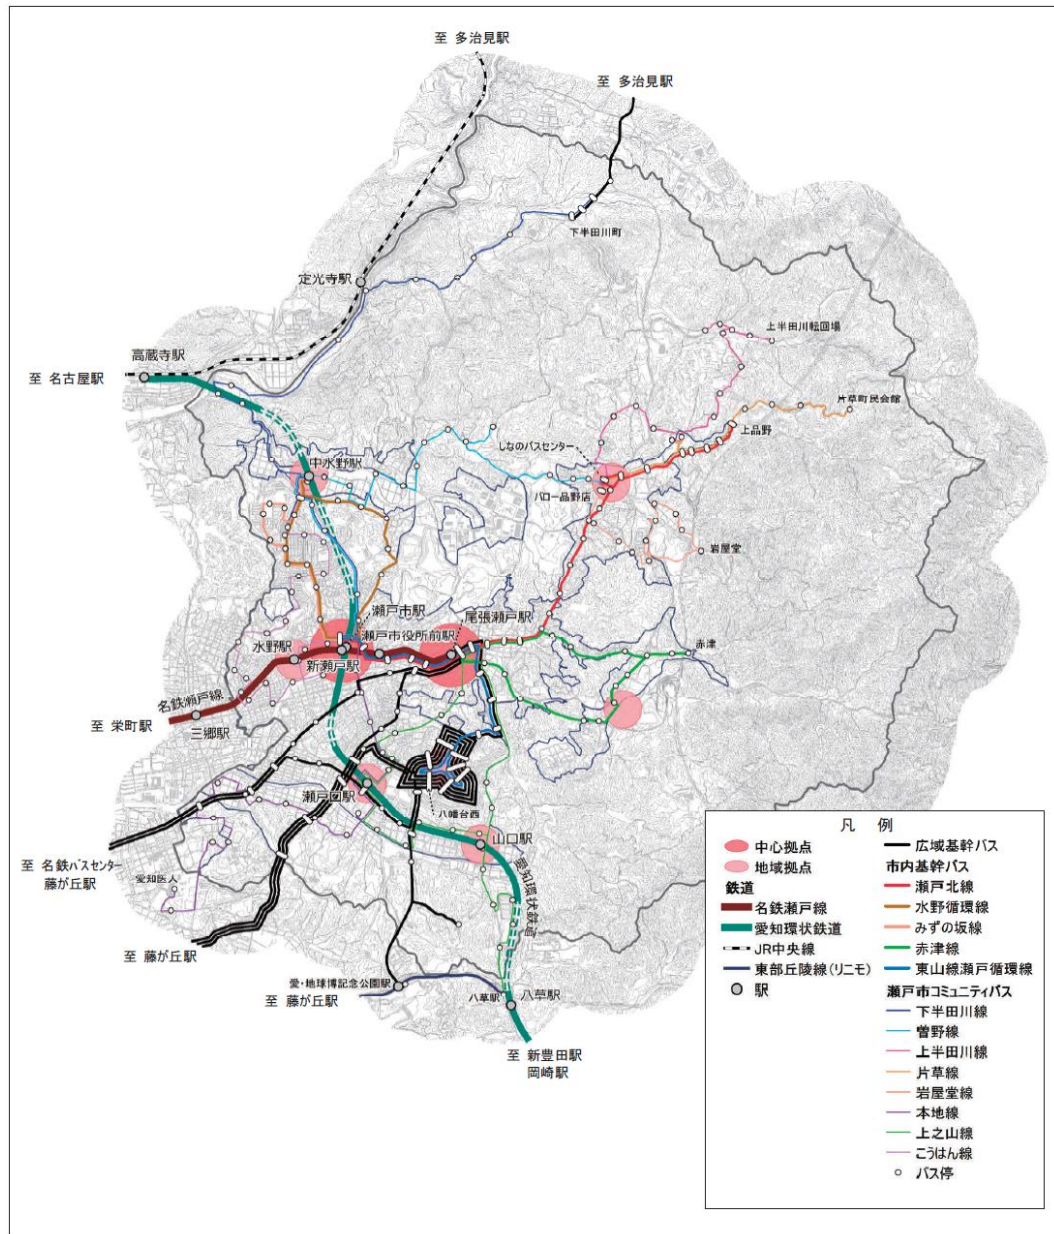 至 多治見駅
至 多治見駅
下半田川町
定光寺駅
上半田川転回場
高蔵寺駅
至 名古屋駅
片草町民会館
上品野
しなのバスセンター
中水野駅
バロー品野店
岩屋堂
瀬戸市駅
尾張瀬戸駅
瀬戸市役所前駅
赤津
水野駅
新瀬戸駅
名鉄瀬戸線
至 栄町駅
三郷駅
瀬戸口駅
八幡台西
山口駅
至 名鉄バスセンター
藤が丘駅
愛知医大
愛知環状鉄道
至 藤が丘駅
愛・地球博記念公園駅
至 藤が丘駅
八草駅
八草駅
至 新豊田駅
岡崎駅
凡 例
中心拠点
地域拠点
鉄道
名鉄瀬戸線
愛知環状鉄道
JR中央線
東部丘陵線(リニモ)
駅
広域基幹バス
市内基幹バス
瀬戸北線
水野循環線
みずの坂線
赤津線
東山線瀬戸循環線
瀬戸市コミュニティバス
下半田川線
曽野線
上半田川線
片草線
岩屋堂線
本地線
上之山線
こうはん線
バス停